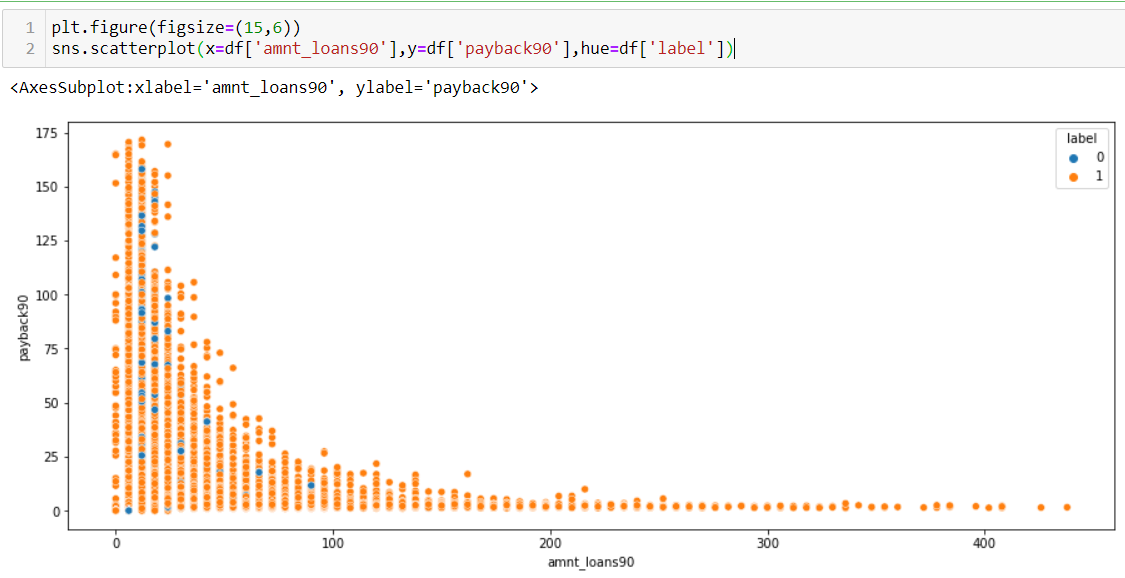 1 plt.figure(figsize=(15,6))
2 sns.scatterplot(x=df['amnt_loans90'],y=df['payback90'],hue=df['label'])
<AxesSubplot:xlabel='amnt_loans90', ylabel='payback90'>
label
0
1
175
150
125
100
75
50
25
0
payback90
0 100 200 300 400
amnt_loans90